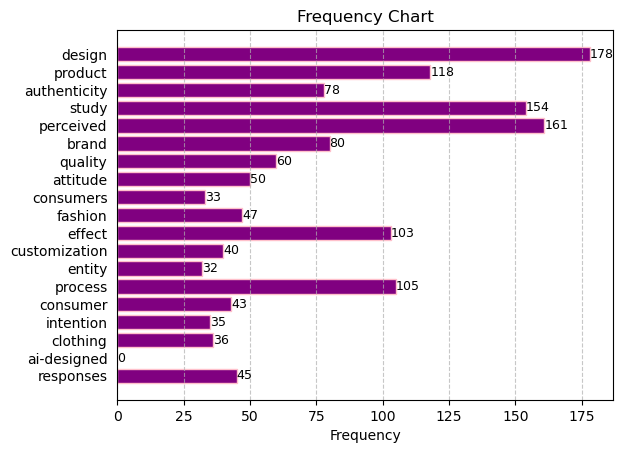 Frequency Chart
design 178
product 118
authenticity 78
study 154
perceived 161
brand 80
quality 60
attitude 50
consumers 33
fashion 47
effect 103
customization 40
entity 32
process 105
consumer 43
intention 35
clothing 36
ai-designed 0
responses 45
0 25 50 75 100 125 150 175
Frequency